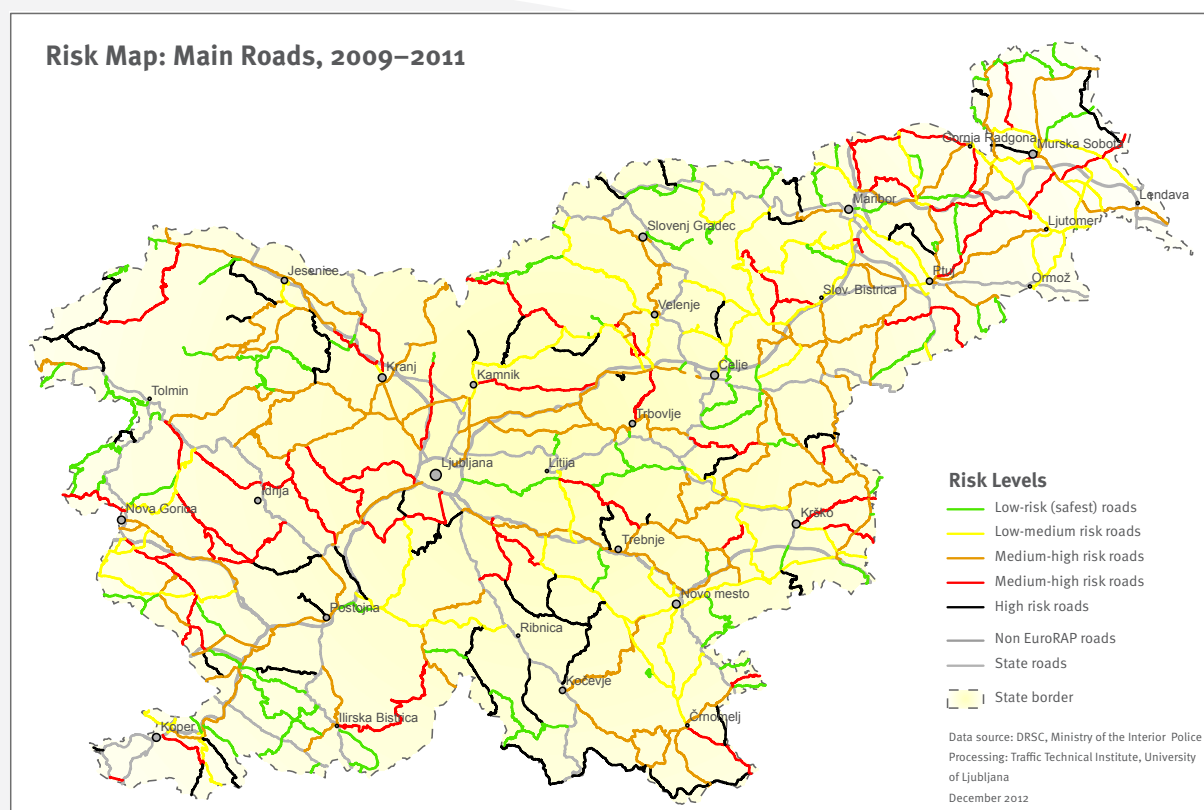 Risk Map: Main Roads, 2009–2011
Gornja Radgona
Murska Sobota
Maribor
Lendava
Slovenj Gradec
Ljutomer
Jesenice
Ptuj
Ormož
Slov. Bistrica
Velenje
Kranj
Kamnik
Celje
Tolmin
Trbovlje
Ljubljana
Litija
Idrija
Nova Gorica
Krško
Trebnje
Postojna
Novo mesto
Ribnica
Kočevje
Ilirska Bistrica
Črnomelj
Koper
Risk Levels
Low-risk (safest) roads
Low-medium risk roads
Medium-high risk roads
Medium-high risk roads
High risk roads
Non EuroRAP roads
State roads
State border
Data source: DRSC, Ministry of the Interior Police
Processing: Traffic Technical Institute, University
of Ljubljana
December 2012